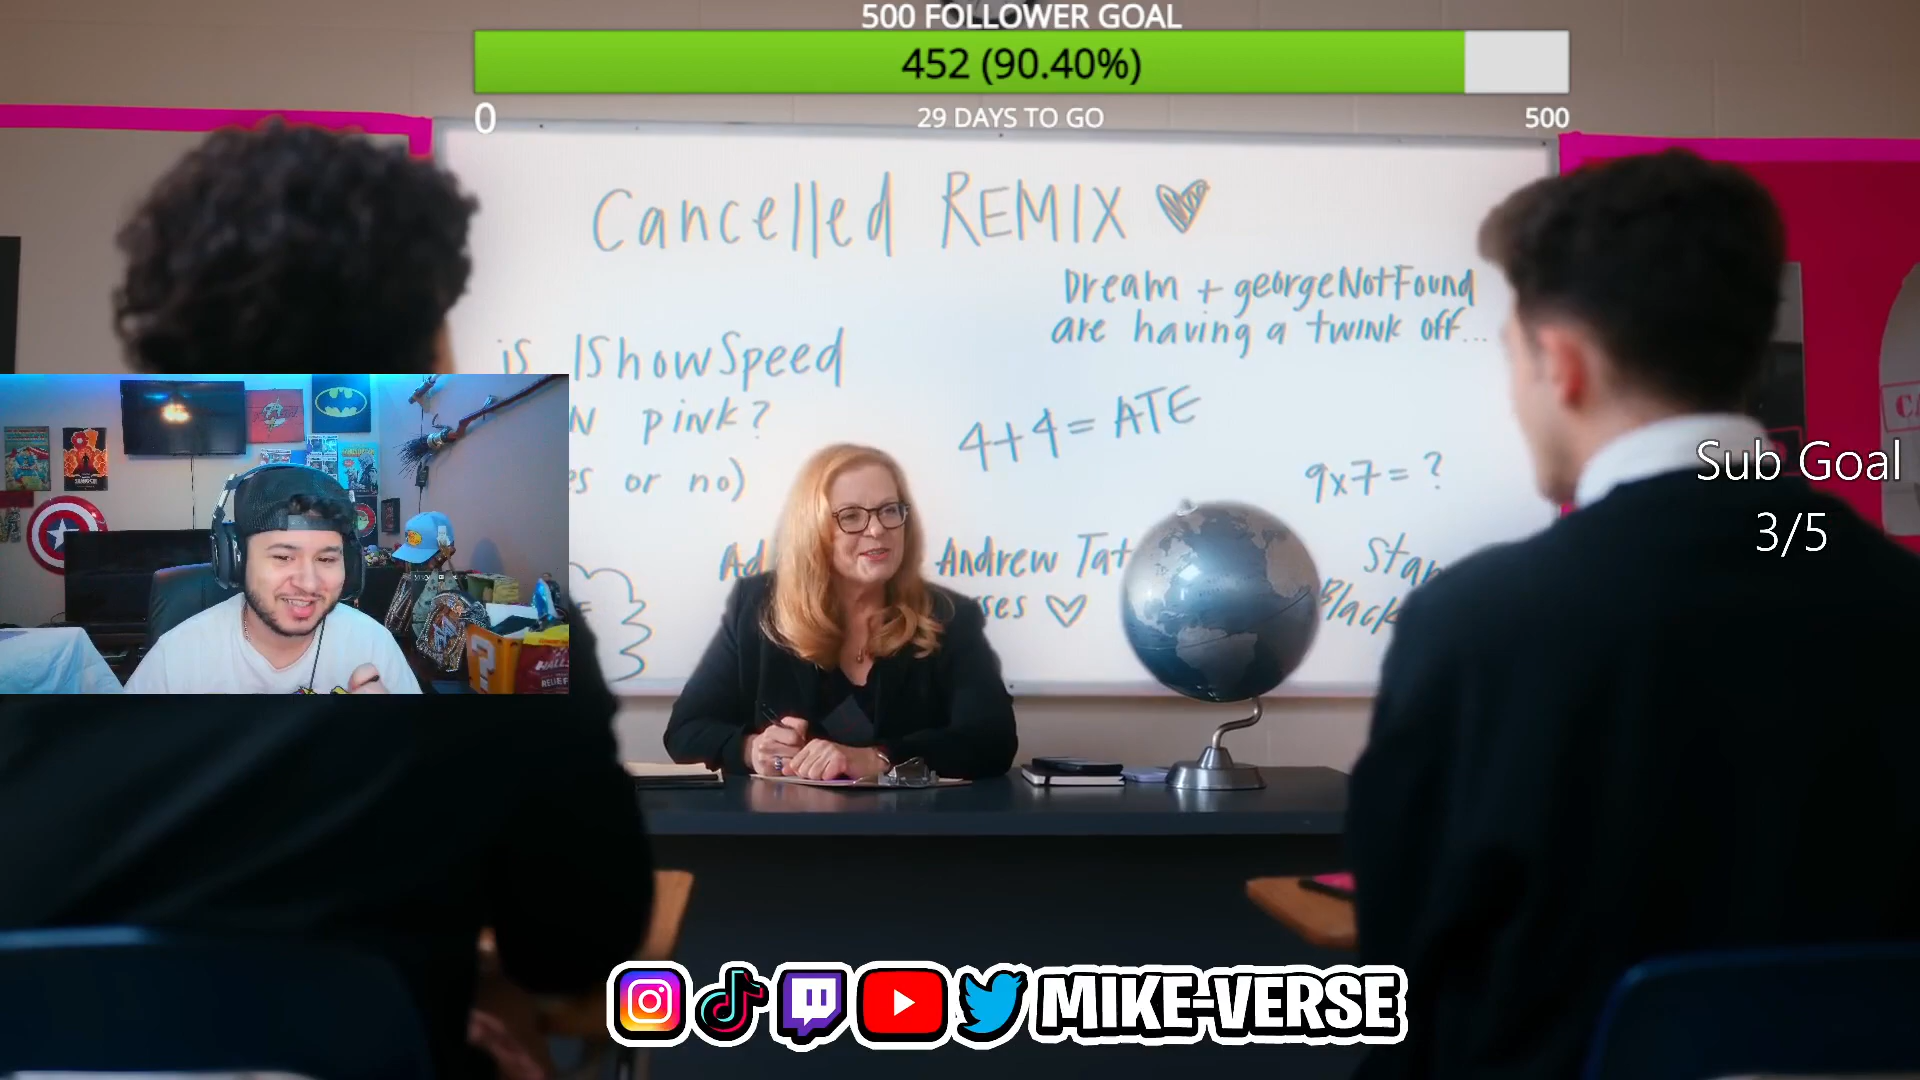 500 FOLLOWER GOAL
452 (90.40%)
0
29 DAYS TO GO
500
Cancelled REMIX
Dream + georgeNotFound
are having a twink off...
is IShowSpeed
pink?
4+4= ATE
or no)
9x7= ?
Sub Goal
3/5
Andrew
MIKE-VERSE